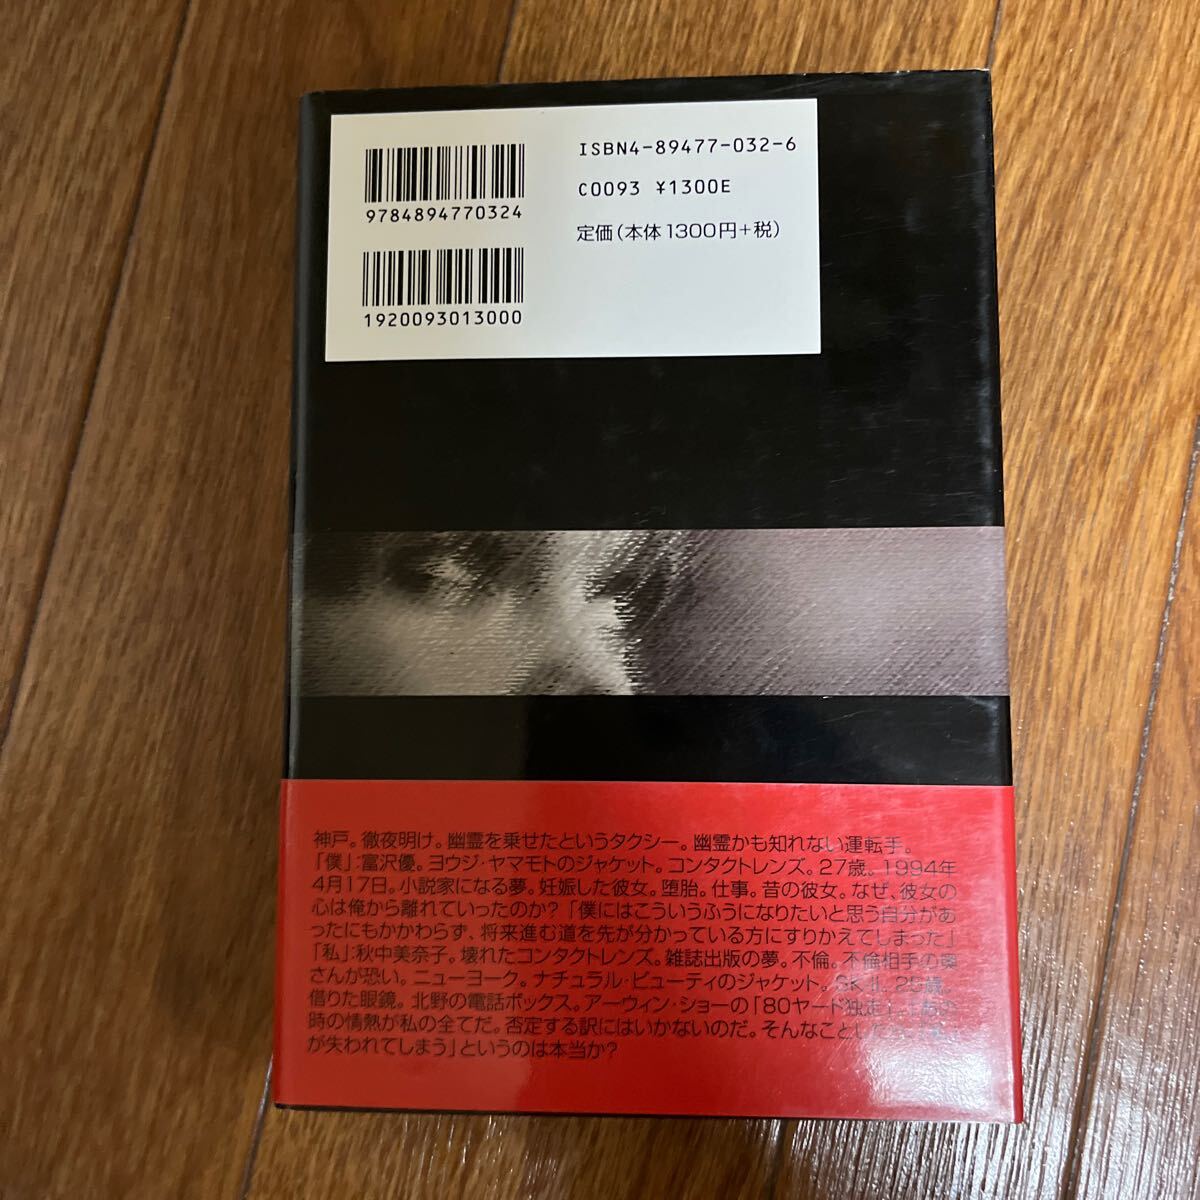 ISBN4-89477-032-6
C0093 ¥1300E
定価(本体1300円+税)
9784894770324
1920093013000
神戸。徹夜明け。幽霊を乗せたというタクシー。幽霊かも知れない運転手。
「僕」:富沢優。ヨウジ・ヤマモトのジャケット。コンタクトレンズ。27歳。1994年
4月17日。小説家になる夢。妊娠した彼女。堕胎。仕事。昔の彼女。なぜ、彼女の
心は俺から離れていったのか?「僕にはこういうふうになりたいと思う自分があ
ったにもかかわらず、将来進む道を先が分かっている方にすりかえてしまった」
「私」:秋中美奈子。壊れたコンタクトレンズ。雑誌出版の夢。不倫。不倫相手の奥
さんが恐い。ニューヨーク。ナチュラル・ビューティのジャケット。SK-II。25歳。
借りた眼鏡。北野の電話ボックス。アーウィン・ショーの「80ヤード独走」。
時の情熱が私の全てだ。否定する訳にはいかないのだ。そんなことし
が失われてしまう」というのは本当か?